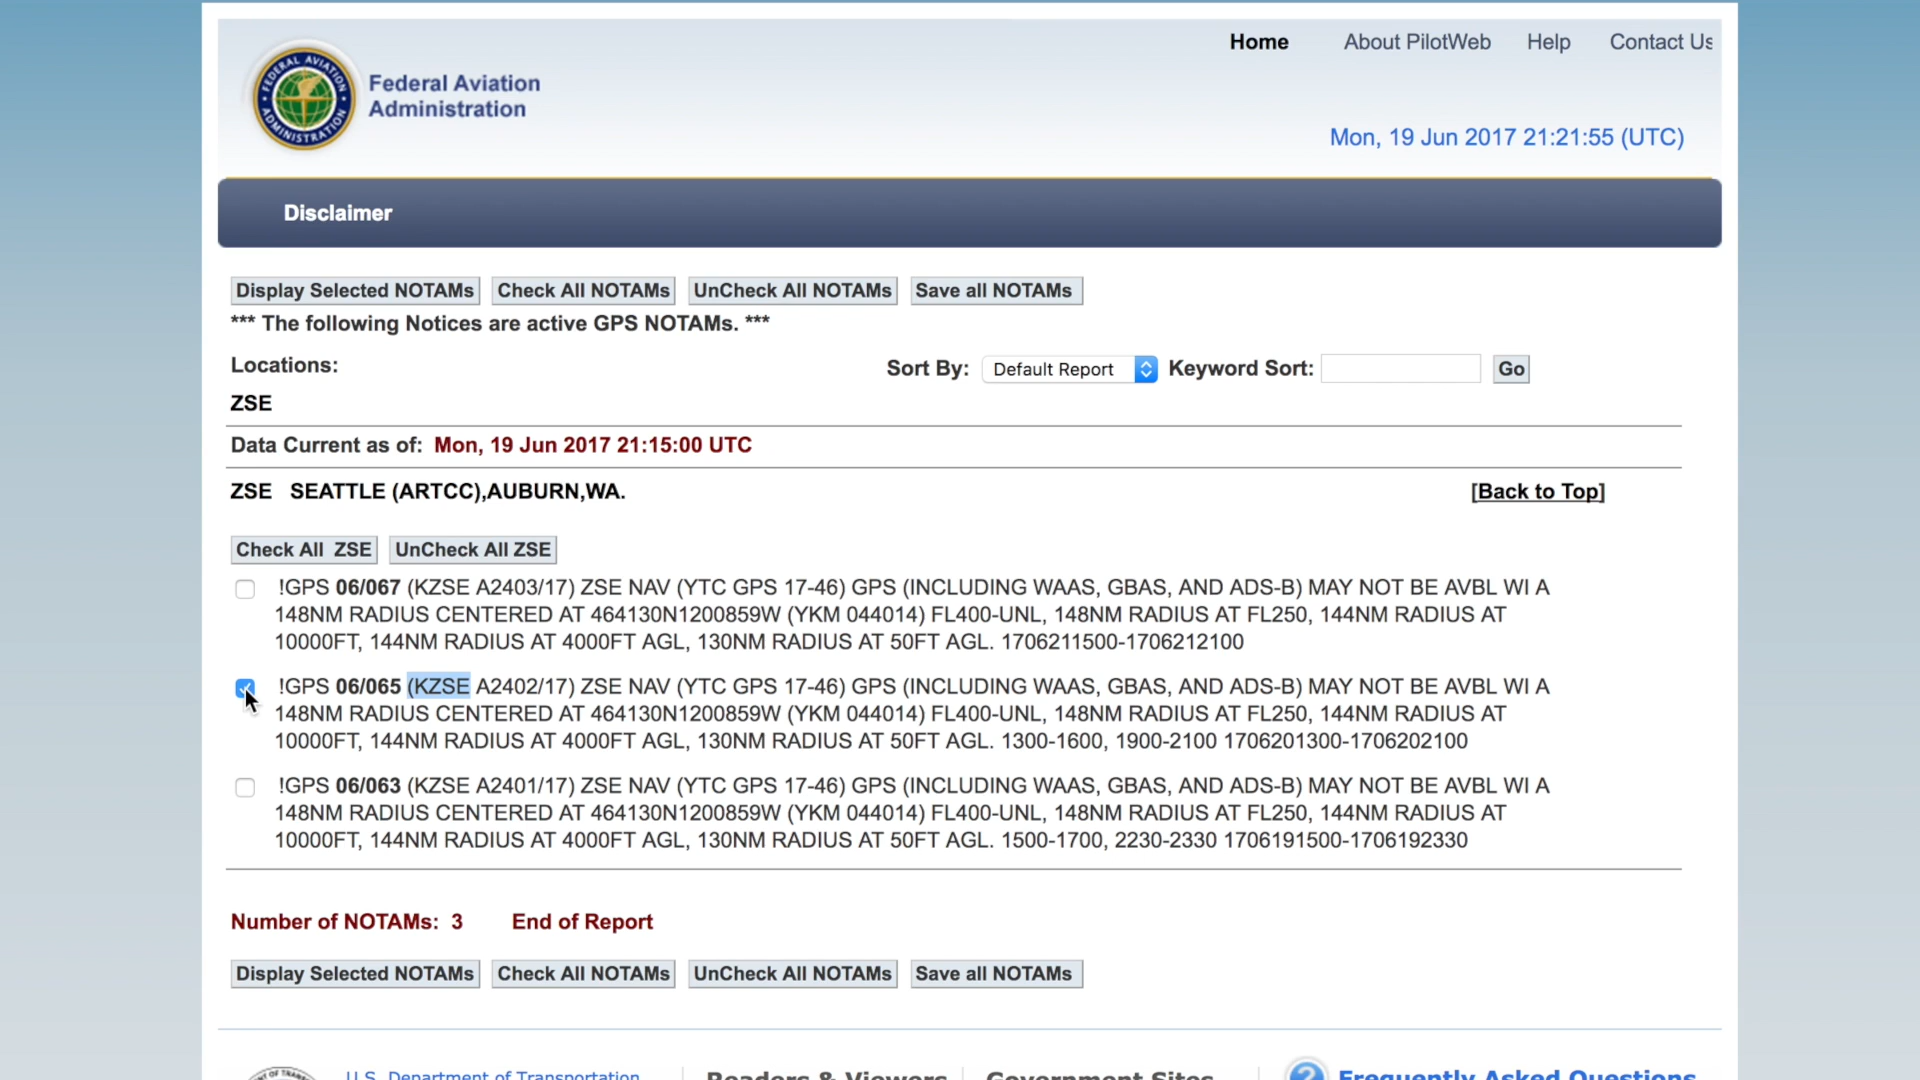 Home About PilotWeb Help Contact Us
Federal Aviation
Administration
FEDERAL AVIATION ADMINISTRATION
Mon, 19 Jun 2017 21:21:55 (UTC)
Disclaimer
Display Selected NOTAMs Check All NOTAMs UnCheck All NOTAMs Save all NOTAMs
*** The following Notices are active GPS NOTAMs. ***
Locations: Sort By: Default Report Keyword Sort: Go
ZSE
Data Current as of: Mon, 19 Jun 2017 21:15:00 UTC
ZSE SEATTLE (ARTCC),AUBURN,WA. [Back to Top]
Check All ZSE UnCheck All ZSE
!GPS 06/067 (KZSE A2403/17) ZSE NAV (YTC GPS 17-46) GPS (INCLUDING WAAS, GBAS, AND ADS-B) MAY NOT BE AVBL WI A
148NM RADIUS CENTERED AT 464130N1200859W (YKM 044014) FL400-UNL, 148NM RADIUS AT FL250, 144NM RADIUS AT
10000FT, 144NM RADIUS AT 4000FT AGL, 130NM RADIUS AT 50FT AGL. 1706211500-1706212100
!GPS 06/065 (KZSE A2402/17) ZSE NAV (YTC GPS 17-46) GPS (INCLUDING WAAS, GBAS, AND ADS-B) MAY NOT BE AVBL WI A
148NM RADIUS CENTERED AT 464130N1200859W (YKM 044014) FL400-UNL, 148NM RADIUS AT FL250, 144NM RADIUS AT
10000FT, 144NM RADIUS AT 4000FT AGL, 130NM RADIUS AT 50FT AGL. 1300-1600, 1900-2100 1706201300-1706202100
!GPS 06/063 (KZSE A2401/17) ZSE NAV (YTC GPS 17-46) GPS (INCLUDING WAAS, GBAS, AND ADS-B) MAY NOT BE AVBL WI A
148NM RADIUS CENTERED AT 464130N1200859W (YKM 044014) FL400-UNL, 148NM RADIUS AT FL250, 144NM RADIUS AT
10000FT, 144NM RADIUS AT 4000FT AGL, 130NM RADIUS AT 50FT AGL. 1500-1700, 2230-2330 1706191500-1706192330
Number of NOTAMs: 3 End of Report
Display Selected NOTAMs Check All NOTAMs UnCheck All NOTAMs Save all NOTAMs
U.S. Department of Transportation Readers & Viewers Government Sites Frequently Asked Questions